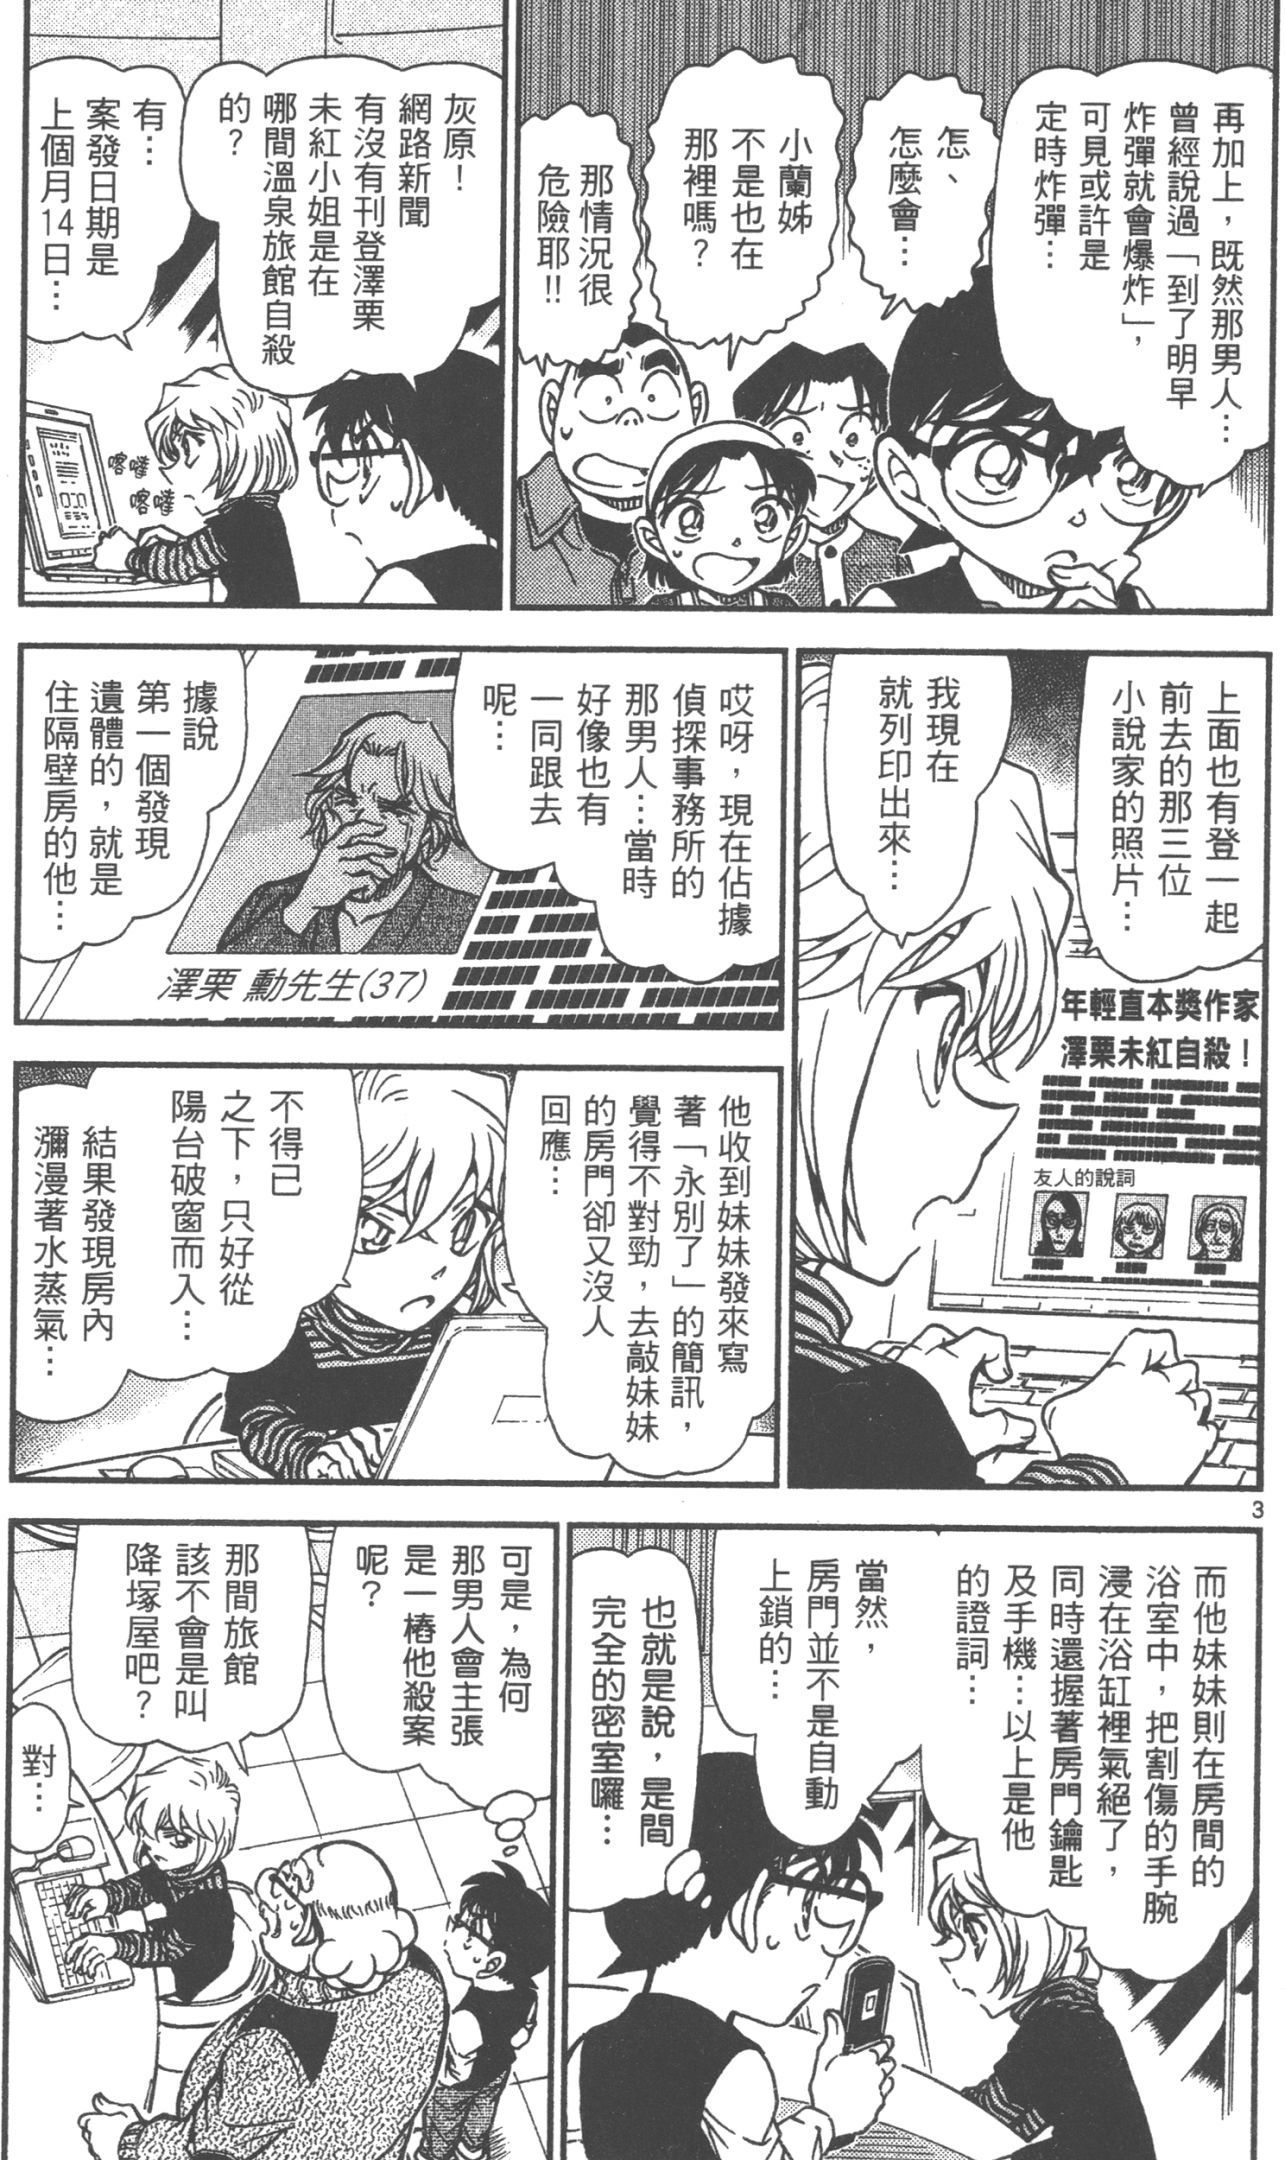 再加上，既然那男人…
曾經說過「到了明早
炸彈就會爆炸」，
可見或許是
定時炸彈…
怎、
怎麼會…
小蘭姊
不是也在
那裡嗎？
那情況很
危險耶!!
灰原！
網路新聞
有沒有刊登澤栗
未紅小姐是在
哪間溫泉旅館自殺
的？
有…
案發日期是
上個月14日…
喀噠
喀噠
上面也有登一起
前去的那三位
小說家的照片…
我現在
就列印出來…
年輕直本獎作家
澤栗未紅自殺！
友人的說詞
哎呀，現在佔據
偵探事務所的
那男人…當時
好像也有
一同跟去
呢…
據說
第一個發現
遺體的，就是
住隔壁房的他…
澤栗 勳先生(37)
他收到妹妹發來寫
著「永別了」的簡訊，
覺得不對勁，去敲妹妹
的房門卻又沒人
回應…
不得已
之下，只好從
陽台破窗而入…
結果發現房內
瀰漫著水蒸氣…
3
而他妹妹則在房間的
浴室中，把割傷的手腕
浸在浴缸裡氣絕了，
同時還握著房門鑰匙
及手機…以上是他
的證詞…
當然，
房門並不是自動
上鎖的…
也就是說，是間
完全的密室囉…
可是，為何
那男人會主張
是一樁他殺案
呢？
那間旅館
該不會是叫
降塚屋吧？
對…